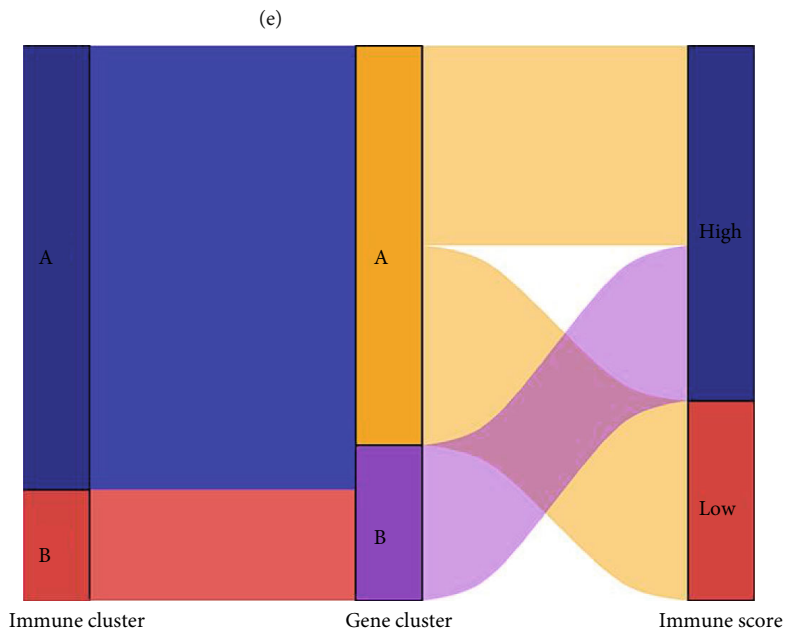 (e)
A
A
High
B
Low
B
Immune cluster
Gene cluster
Immune score